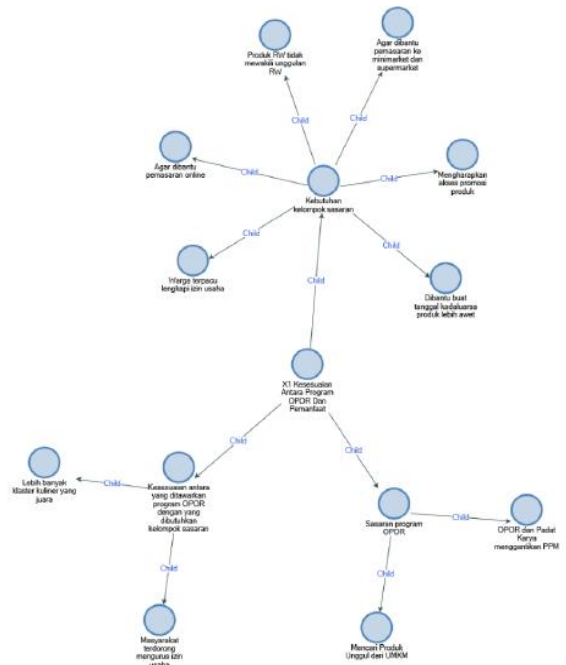 Produk RW tidak
mewakili unggulan
RW
Agar dibantu
pemasaran ke
minimarket dan
supermarket
Child
Child
Agar dibantu
pemasaran online
Child
Child
Mengharapkan
akses promosi
produk
Kebutuhan
kelompok sasaran
Child
Child
Warga terpacu
lengkapi izin usaha
Child
Dibantu buat
tanggal kadaluarsa
produk lebih awet
X1 Kesesuaian
Antara Program
OPOR Dan
Pemanfaat
Child
Child
Lebih banyak
klaster kuliner yang
juara
Child
Kesesuaian antara
yang ditawarkan
program OPOR
dengan yang
dibutuhkan
kelompok sasaran
Sasaran program
OPOR
Child
OPOR dan Padat
Karya
menggantikan PPM
Child
Child
Masyarakat
terdorong
mengurus izin
usaha
Mencari Produk
Unggul dari UMKM